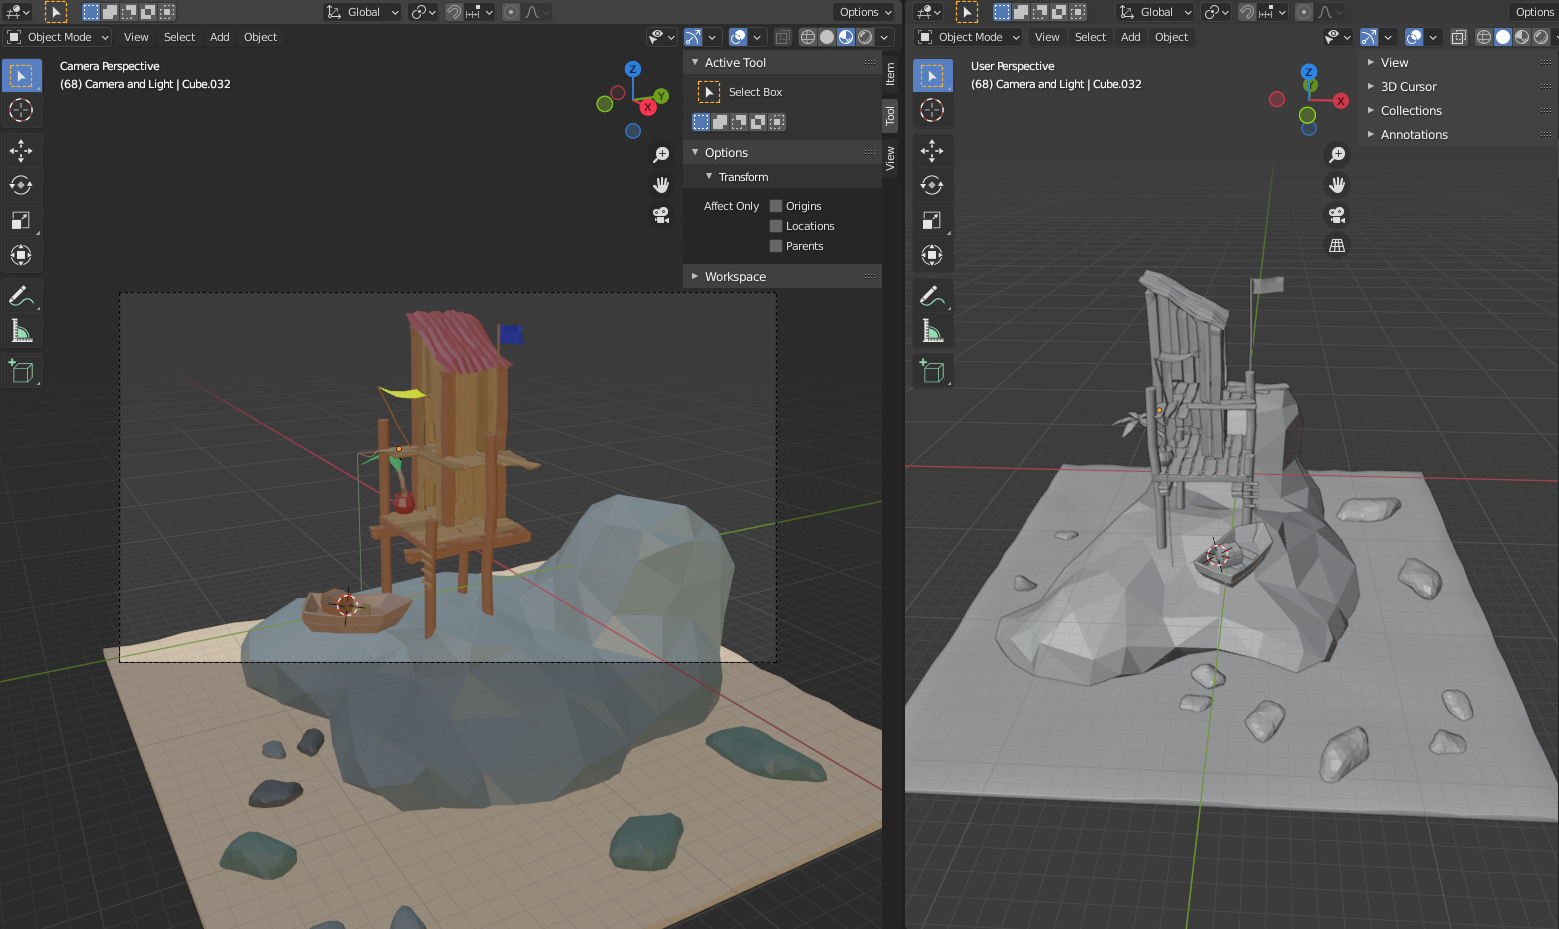 Global
Options
Object Mode
View
Select
Add
Object
Camera Perspective
(68) Camera and Light | Cube.032
Z
Y
X
Active Tool
Select Box
Options
Transform
Affect Only
Origins
Locations
Parents
Workspace
Item
Tool
View
Global
Options
Object Mode
View
Select
Add
Object
User Perspective
(68) Camera and Light | Cube.032
Z
X
View
3D Cursor
Collections
Annotations